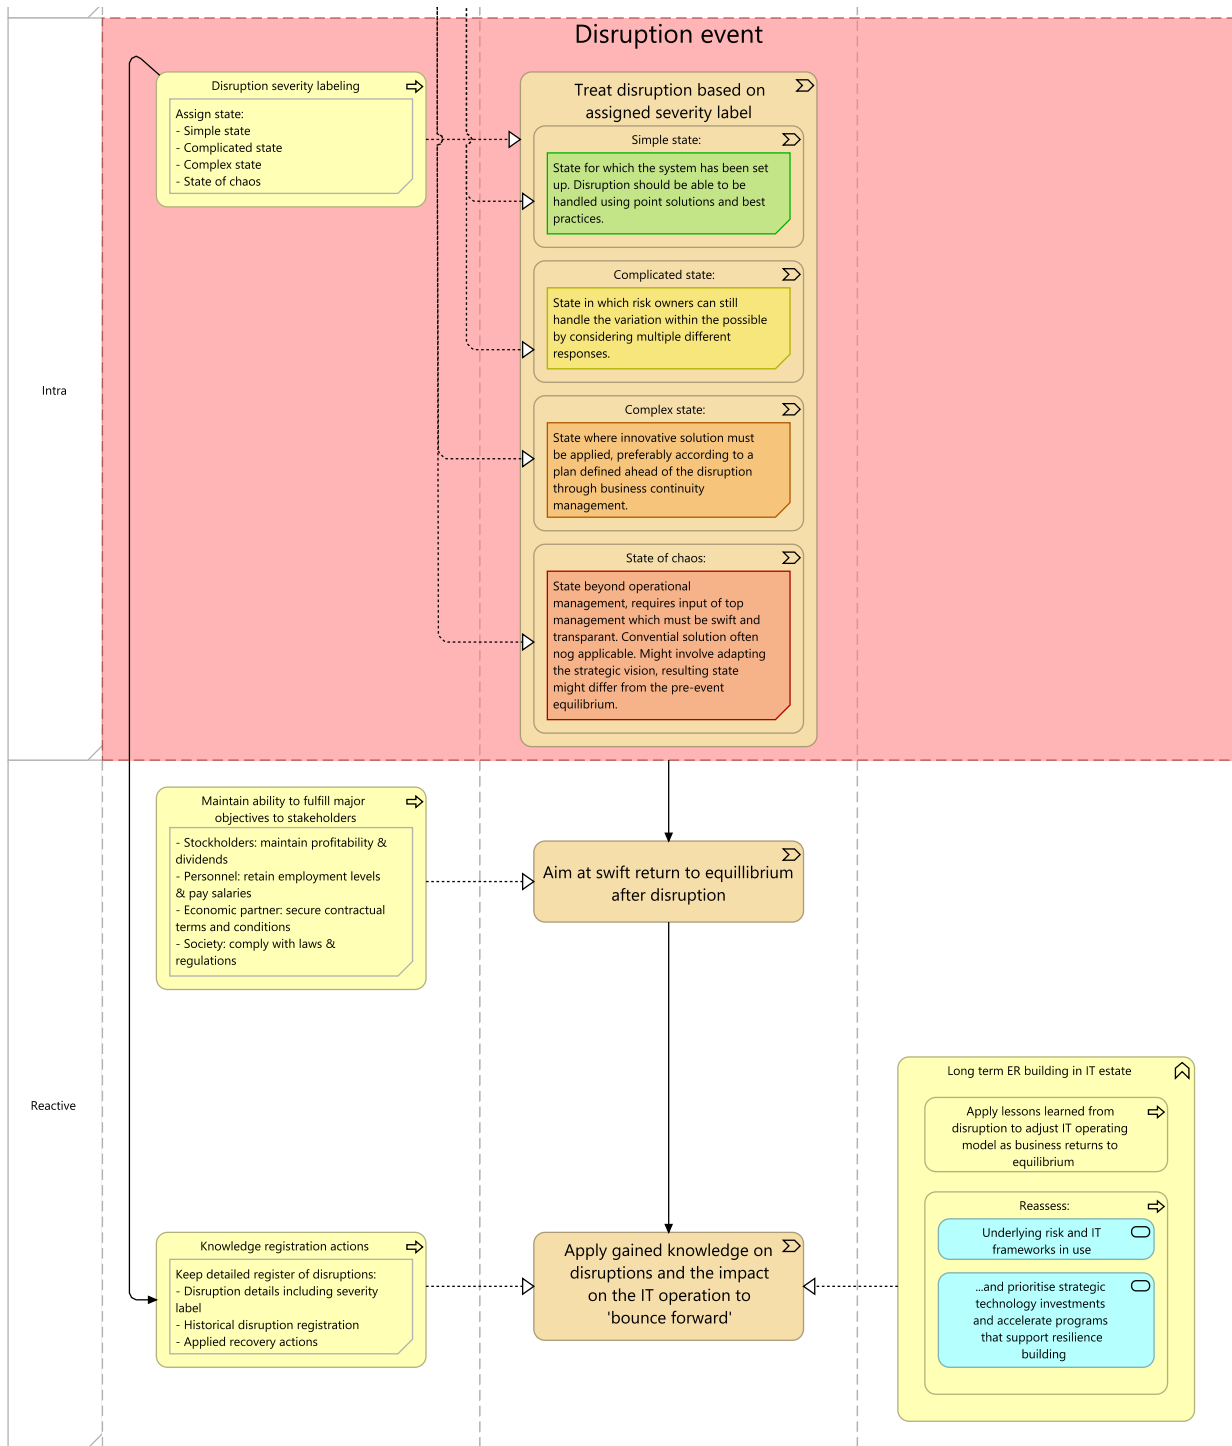 Disruption event
Intra
Disruption severity labeling
Assign state:
- Simple state
- Complicated state
- Complex state
- State of chaos
Treat disruption based on
assigned severity label
Simple state:
State for which the system has been set
up. Disruption should be able to be
handled using point solutions and best
practices.
Complicated state:
State in which risk owners can still
handle the variation within the possible
by considering multiple different
responses.
Complex state:
State where innovative solution must
be applied, preferably according to a
plan defined ahead of the disruption
through business continuity
management.
State of chaos:
State beyond operational
management, requires input of top
management which must be swift and
transparant. Convential solution often
nog applicable. Might involve adapting
the strategic vision, resulting state
might differ from the pre-event
equilibrium.
Reactive
Maintain ability to fulfill major
objectives to stakeholders
- Stockholders: maintain profitability &
dividends
- Personnel: retain employment levels
& pay salaries
- Economic partner: secure contractual
terms and conditions
- Society: comply with laws &
regulations
Aim at swift return to equillibrium
after disruption
Knowledge registration actions
Keep detailed register of disruptions:
- Disruption details including severity
label
- Historical disruption registration
- Applied recovery actions
Apply gained knowledge on
disruptions and the impact
on the IT operation to
'bounce forward'
Long term ER building in IT estate
Apply lessons learned from
disruption to adjust IT operating
model as business returns to
equilibrium
Reassess:
Underlying risk and IT
frameworks in use
...and prioritise strategic
technology investments
and accelerate programs
that support resilience
building